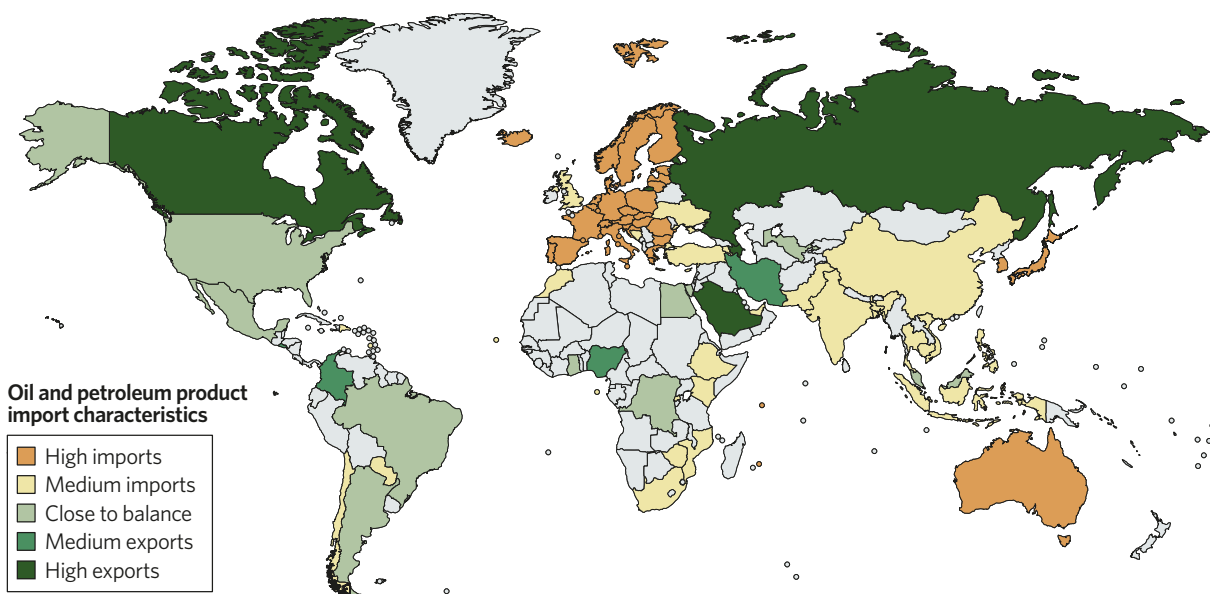 Oil and petroleum product
import characteristics
High imports
Medium imports
Close to balance
Medium exports
High exports